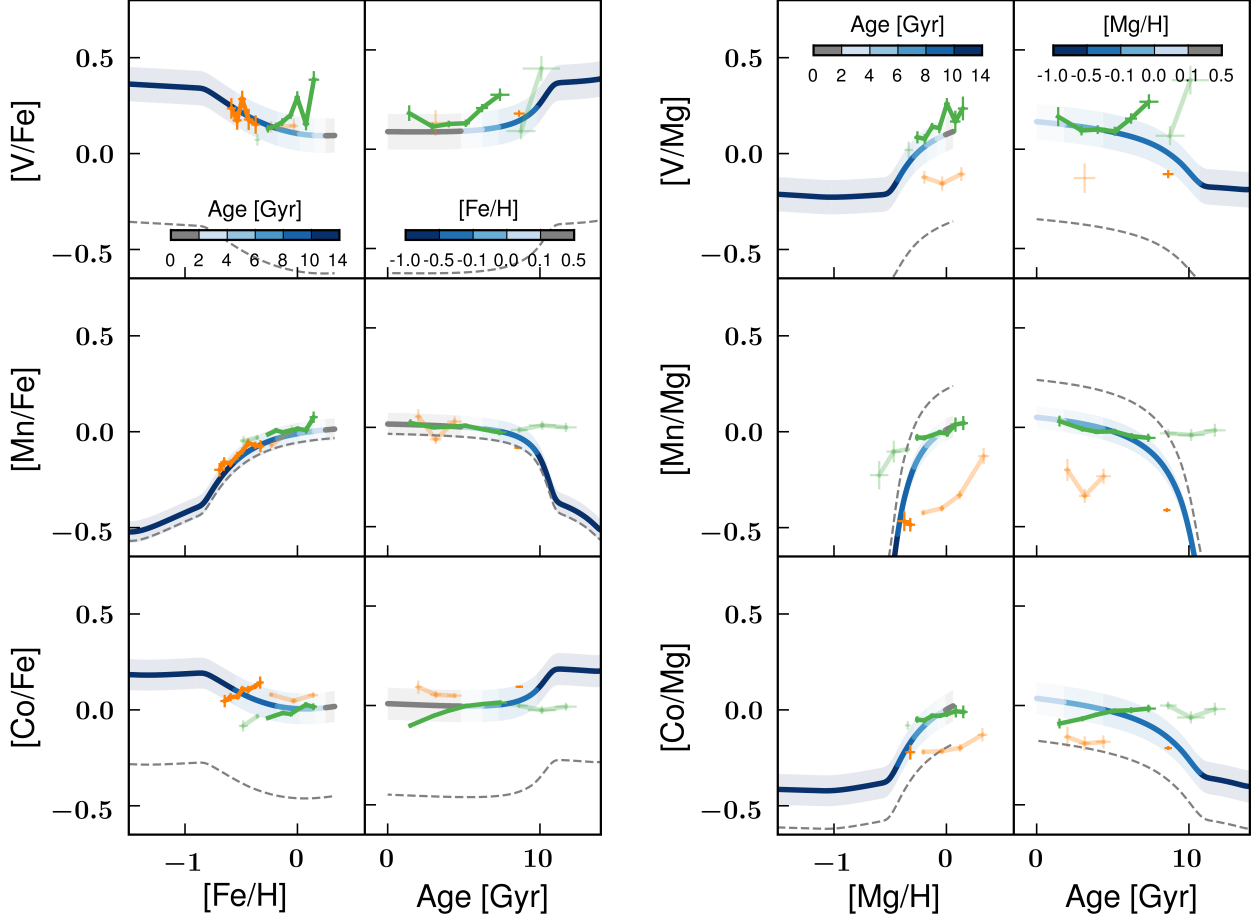 0.5
0.0
−0.5
[V/Fe]
Age [Gyr]
0 2 4 6 8 10 14
[Fe/H]
-1.0 -0.5 -0.1 0.0 0.1 0.5
0.5
0.0
−0.5
[V/Mg]
Age [Gyr]
0 2 4 6 8 10 14
[Mg/H]
-1.0 -0.5 -0.1 0.0 0.1 0.5
0.5
0.0
−0.5
[Mn/Fe]
0.5
0.0
−0.5
[Mn/Mg]
0.5
0.0
−0.5
[Co/Fe]
0.5
0.0
−0.5
[Co/Mg]
−1 0 0 10
[Fe/H] Age [Gyr]
−1 0 0 10
[Mg/H] Age [Gyr]